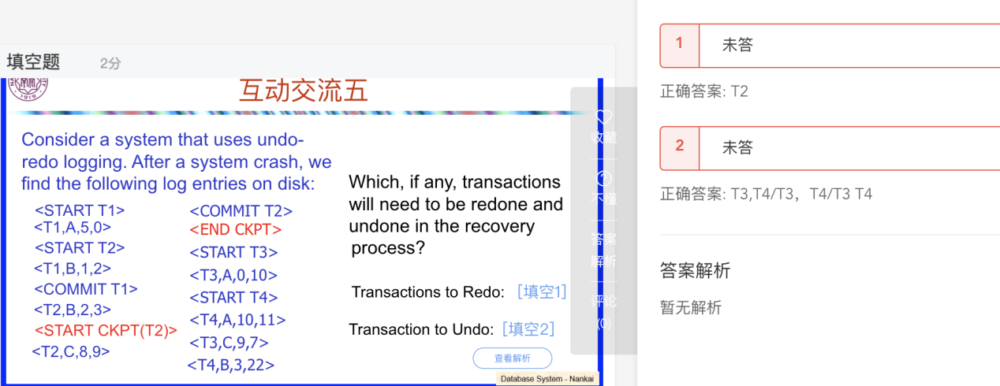 填空题 2分
1919
互动交流五
Consider a system that uses undo-
redo logging. After a system crash, we
find the following log entries on disk:
<START T1>
<T1,A,5,0>
<START T2>
<T1,B,1,2>
<COMMIT T1>
<T2,B,2,3>
<START CKPT(T2)>
<T2,C,8,9>
<COMMIT T2>
<END CKPT>
<START T3>
<T3,A,0,10>
<START T4>
<T4,A,10,11>
<T3,C,9,7>
<T4,B,3,22>
Which, if any, transactions
will need to be redone and
undone in the recovery
process?
Transactions to Redo: [填空1]
Transaction to Undo: [填空2]
查看解析
Database System - Nankai
收藏
不懂
答案
解析
评论
(0)
1 未答
正确答案: T2
2 未答
正确答案: T3,T4/T3，T4/T3 T4
答案解析
暂无解析